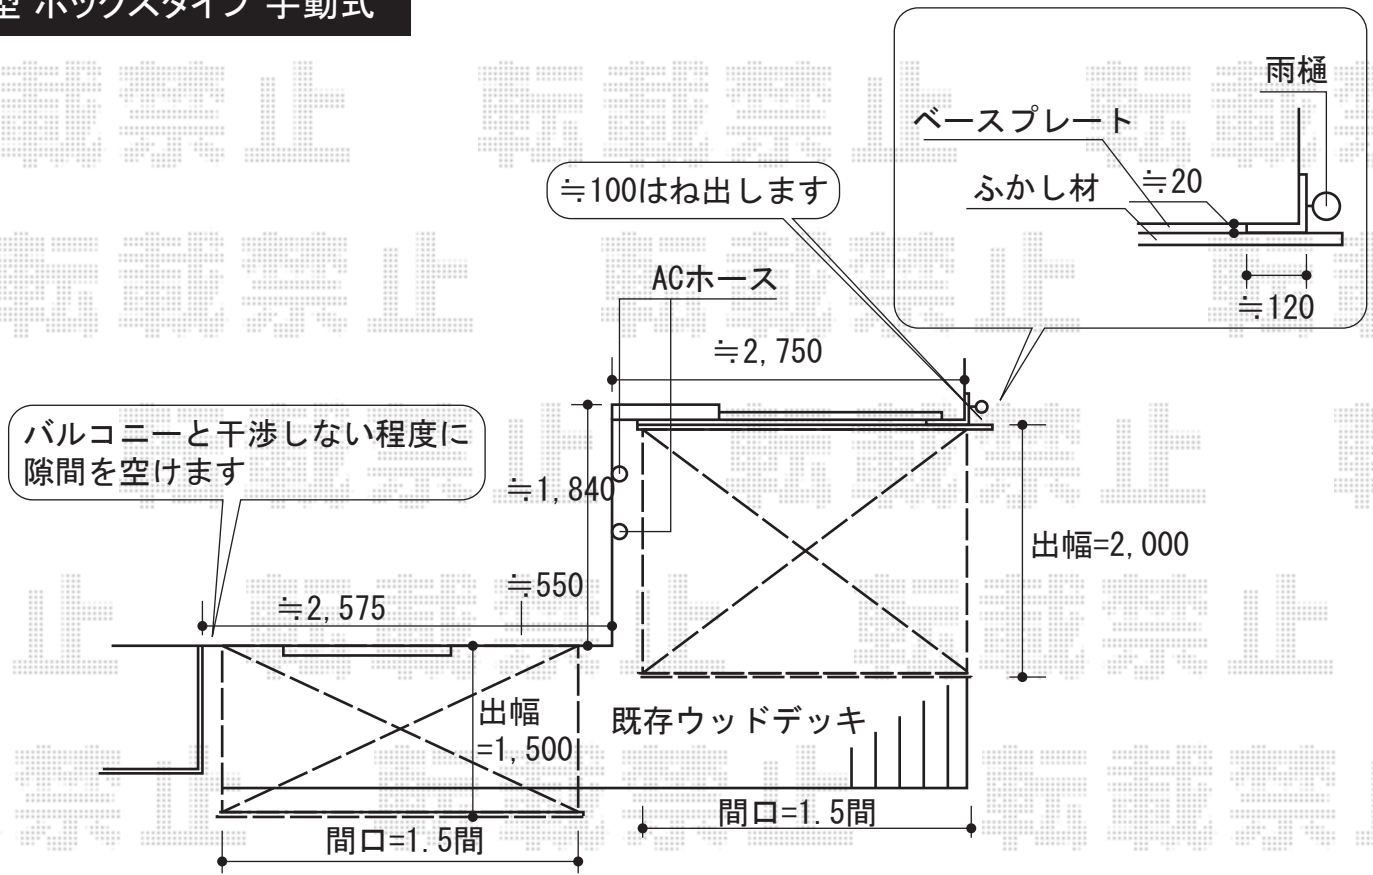 型 ボックスタイプ 手動式
雨樋
ベースプレート
ふかし材
≒20
≒120
≒100はね出します
ACホース
≒2,750
バルコニーと干渉しない程度に
隙間を空けます
≒1,840
出幅=2,000
≒550
≒2,575
出幅
=1,500
既存ウッドデッキ
間口=1.5間
間口=1.5間
転載禁止